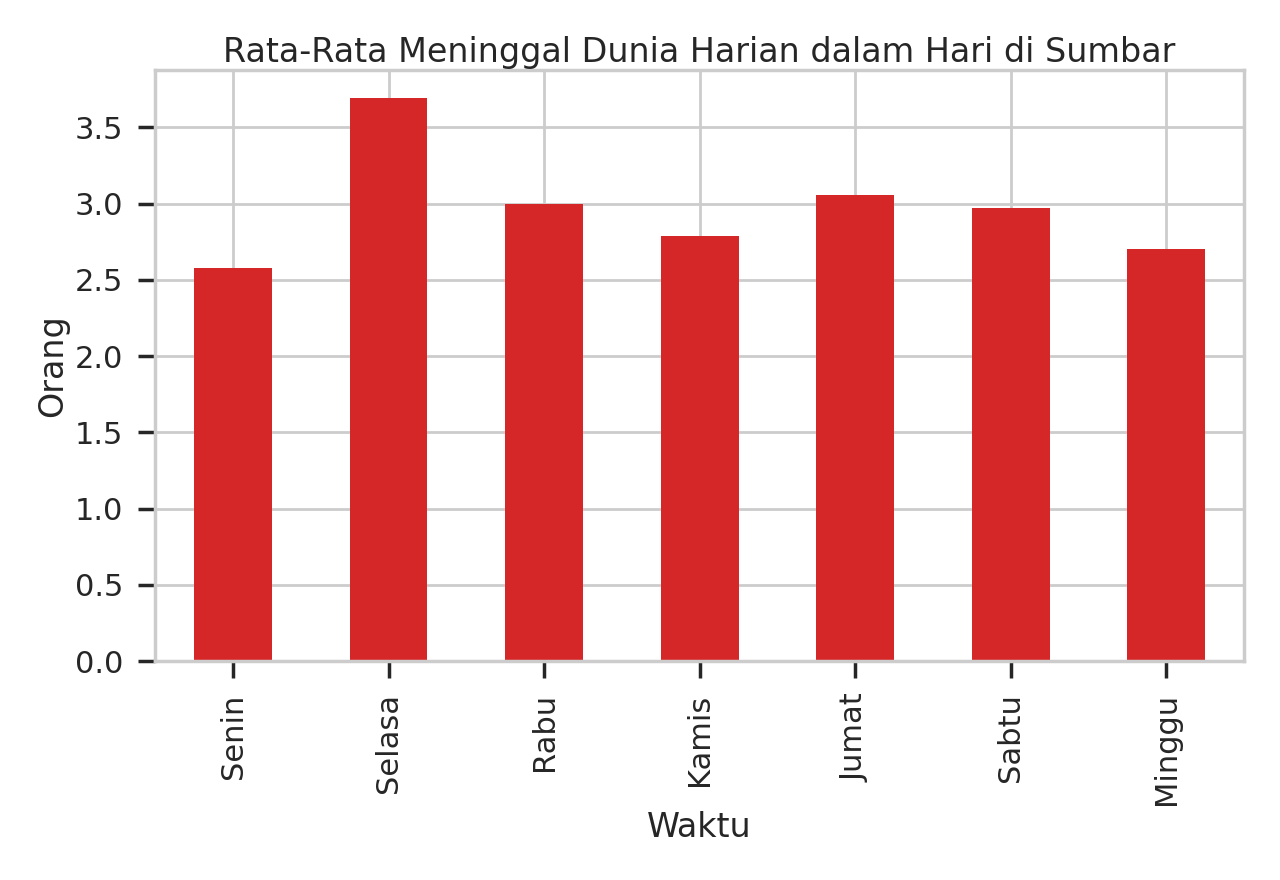 Rata-Rata Meninggal Dunia Harian dalam Hari di Sumbar
Orang
3.5
3.0
2.5
2.0
1.5
1.0
0.5
0.0
Senin
Selasa
Rabu
Kamis
Jumat
Sabtu
Minggu
Waktu